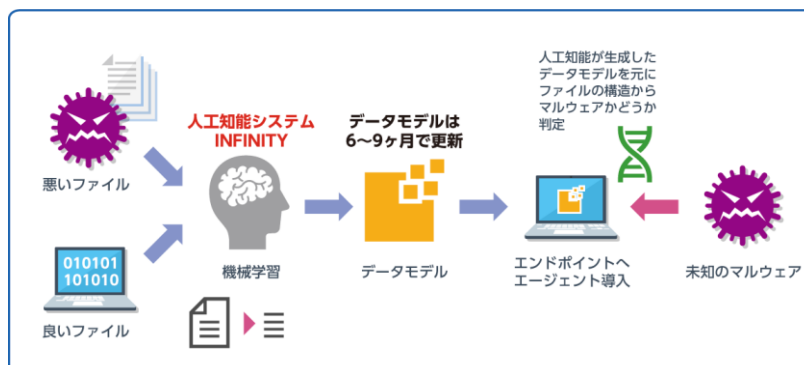 悪いファイル
010101
101010
良いファイル
人工知能システム
INFINITY
機械学習
データモデルは
6〜9ヶ月で更新
データモデル
人工知能が生成した
データモデルを元に
ファイルの構造から
マルウェアかどうか
判定
エンドポイントへ
エージェント導入
未知のマルウェア